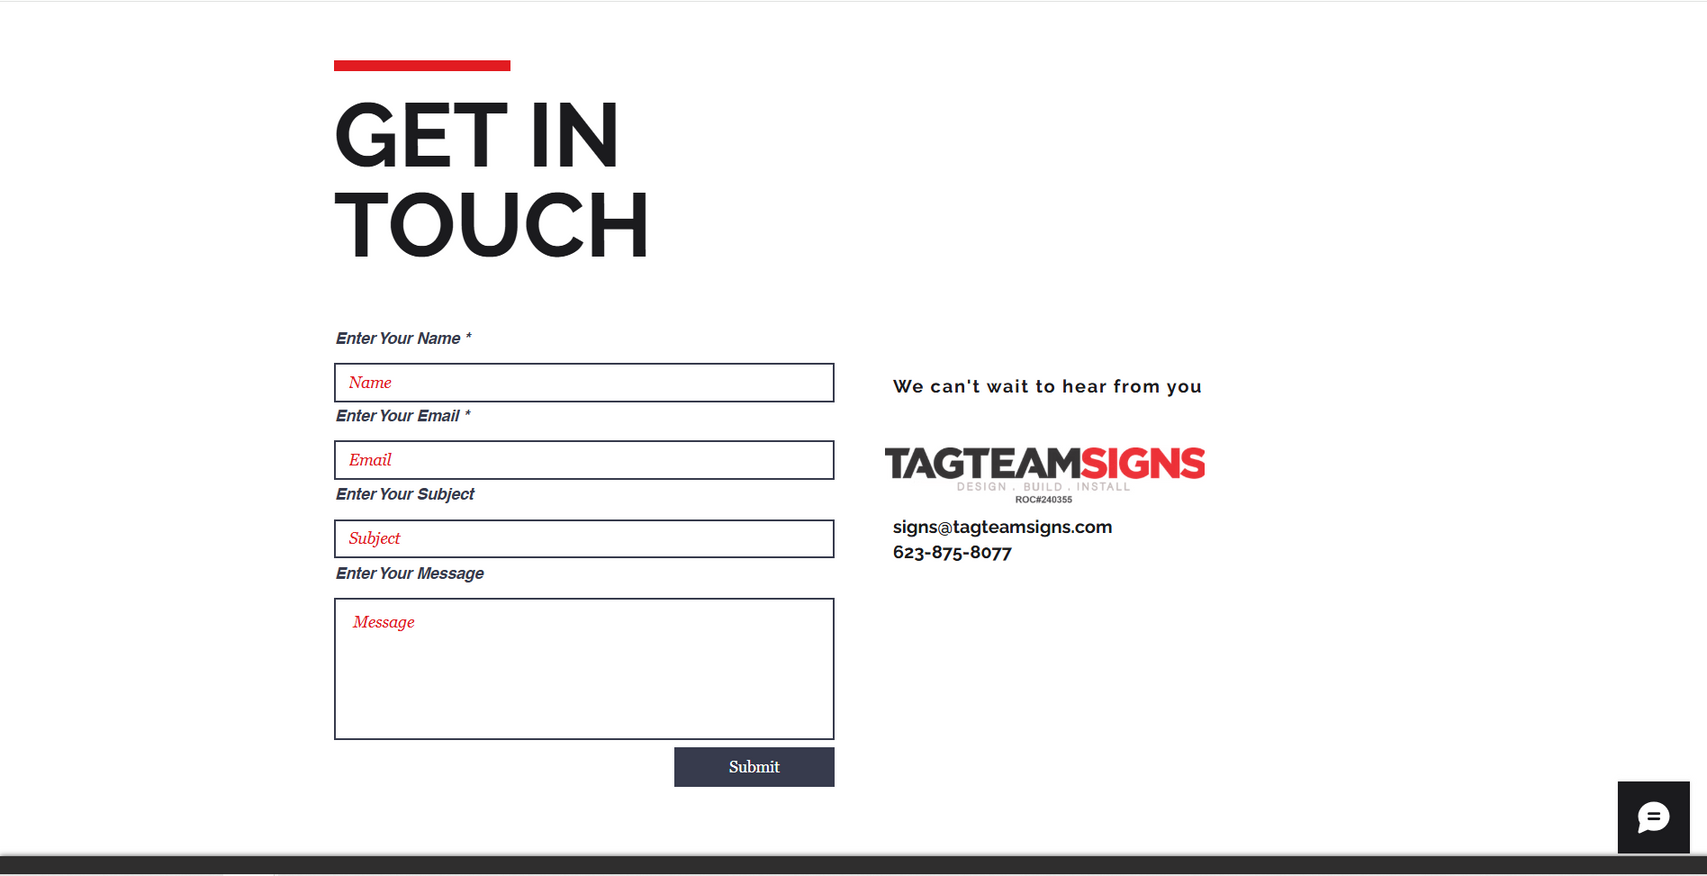 GET IN
TOUCH
Enter Your Name *
Name
Enter Your Email *
Email
Enter Your Subject
Subject
Enter Your Message
Message
Submit
We can't wait to hear from you
TAGTEAMSIGNS
DESIGN . BUILD . INSTALL
ROC#240355
signs@tagteamsigns.com
623-875-8077